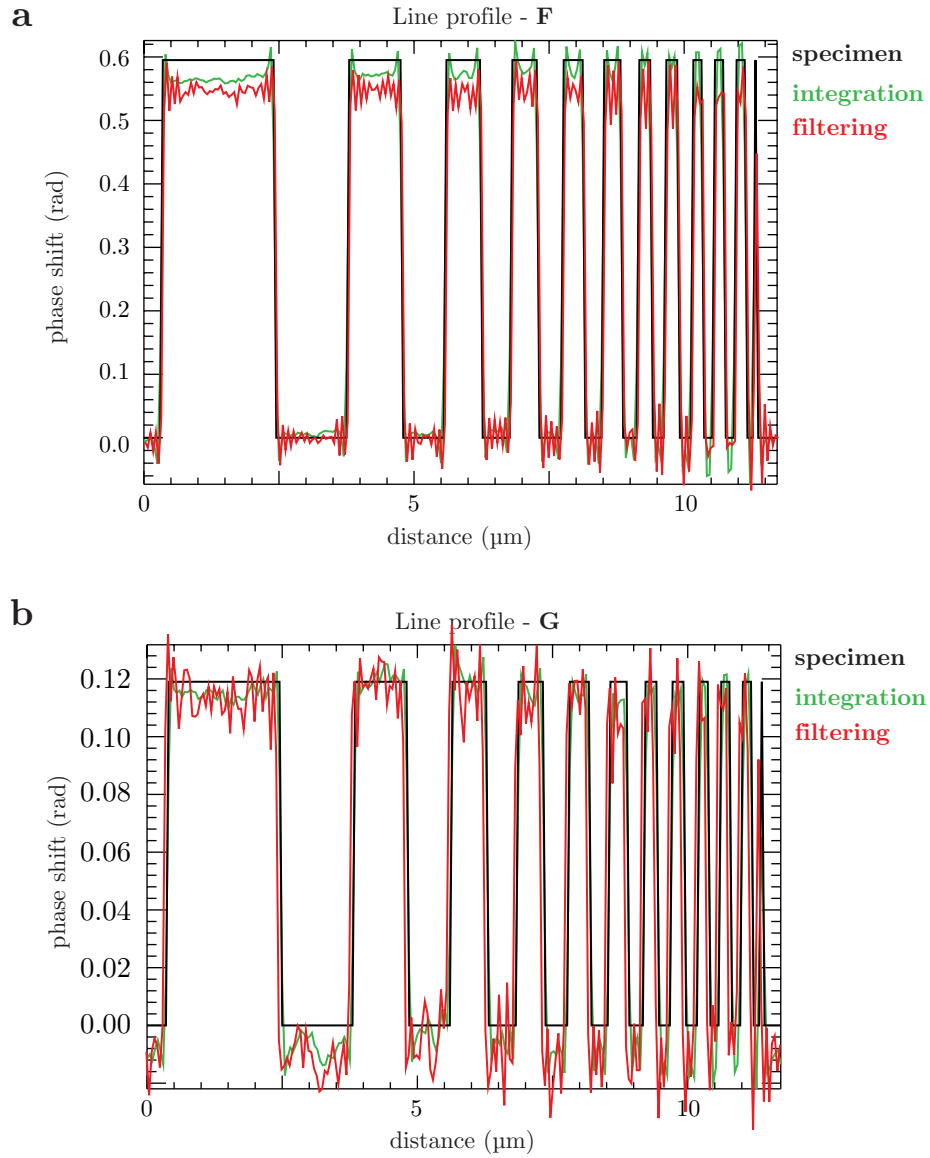 a
Line profile - F
specimen
integration
filtering
0.6
0.5
0.4
0.3
0.2
0.1
0.0
phase shift (rad)
0 5 10
distance (µm)
b
Line profile - G
specimen
integration
filtering
0.12
0.10
0.08
0.06
0.04
0.02
0.00
phase shift (rad)
0 5 10
distance (µm)